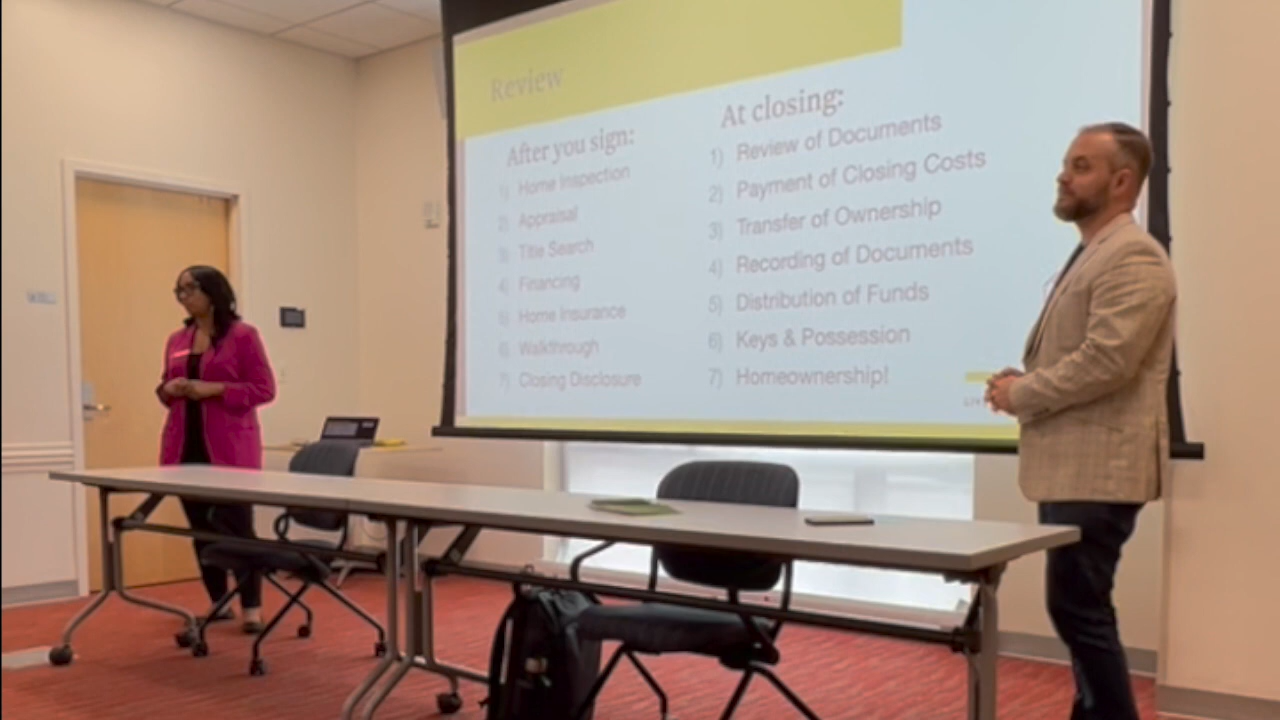 Review
After you sign:
1) Home Inspection
2) Appraisal
3) Title Search
4) Financing
5) Home Insurance
6) Walkthrough
7) Closing Disclosure
At closing:
1) Review of Documents
2) Payment of Closing Costs
3) Transfer of Ownership
4) Recording of Documents
5) Distribution of Funds
6) Keys & Possession
7) Homeownership!